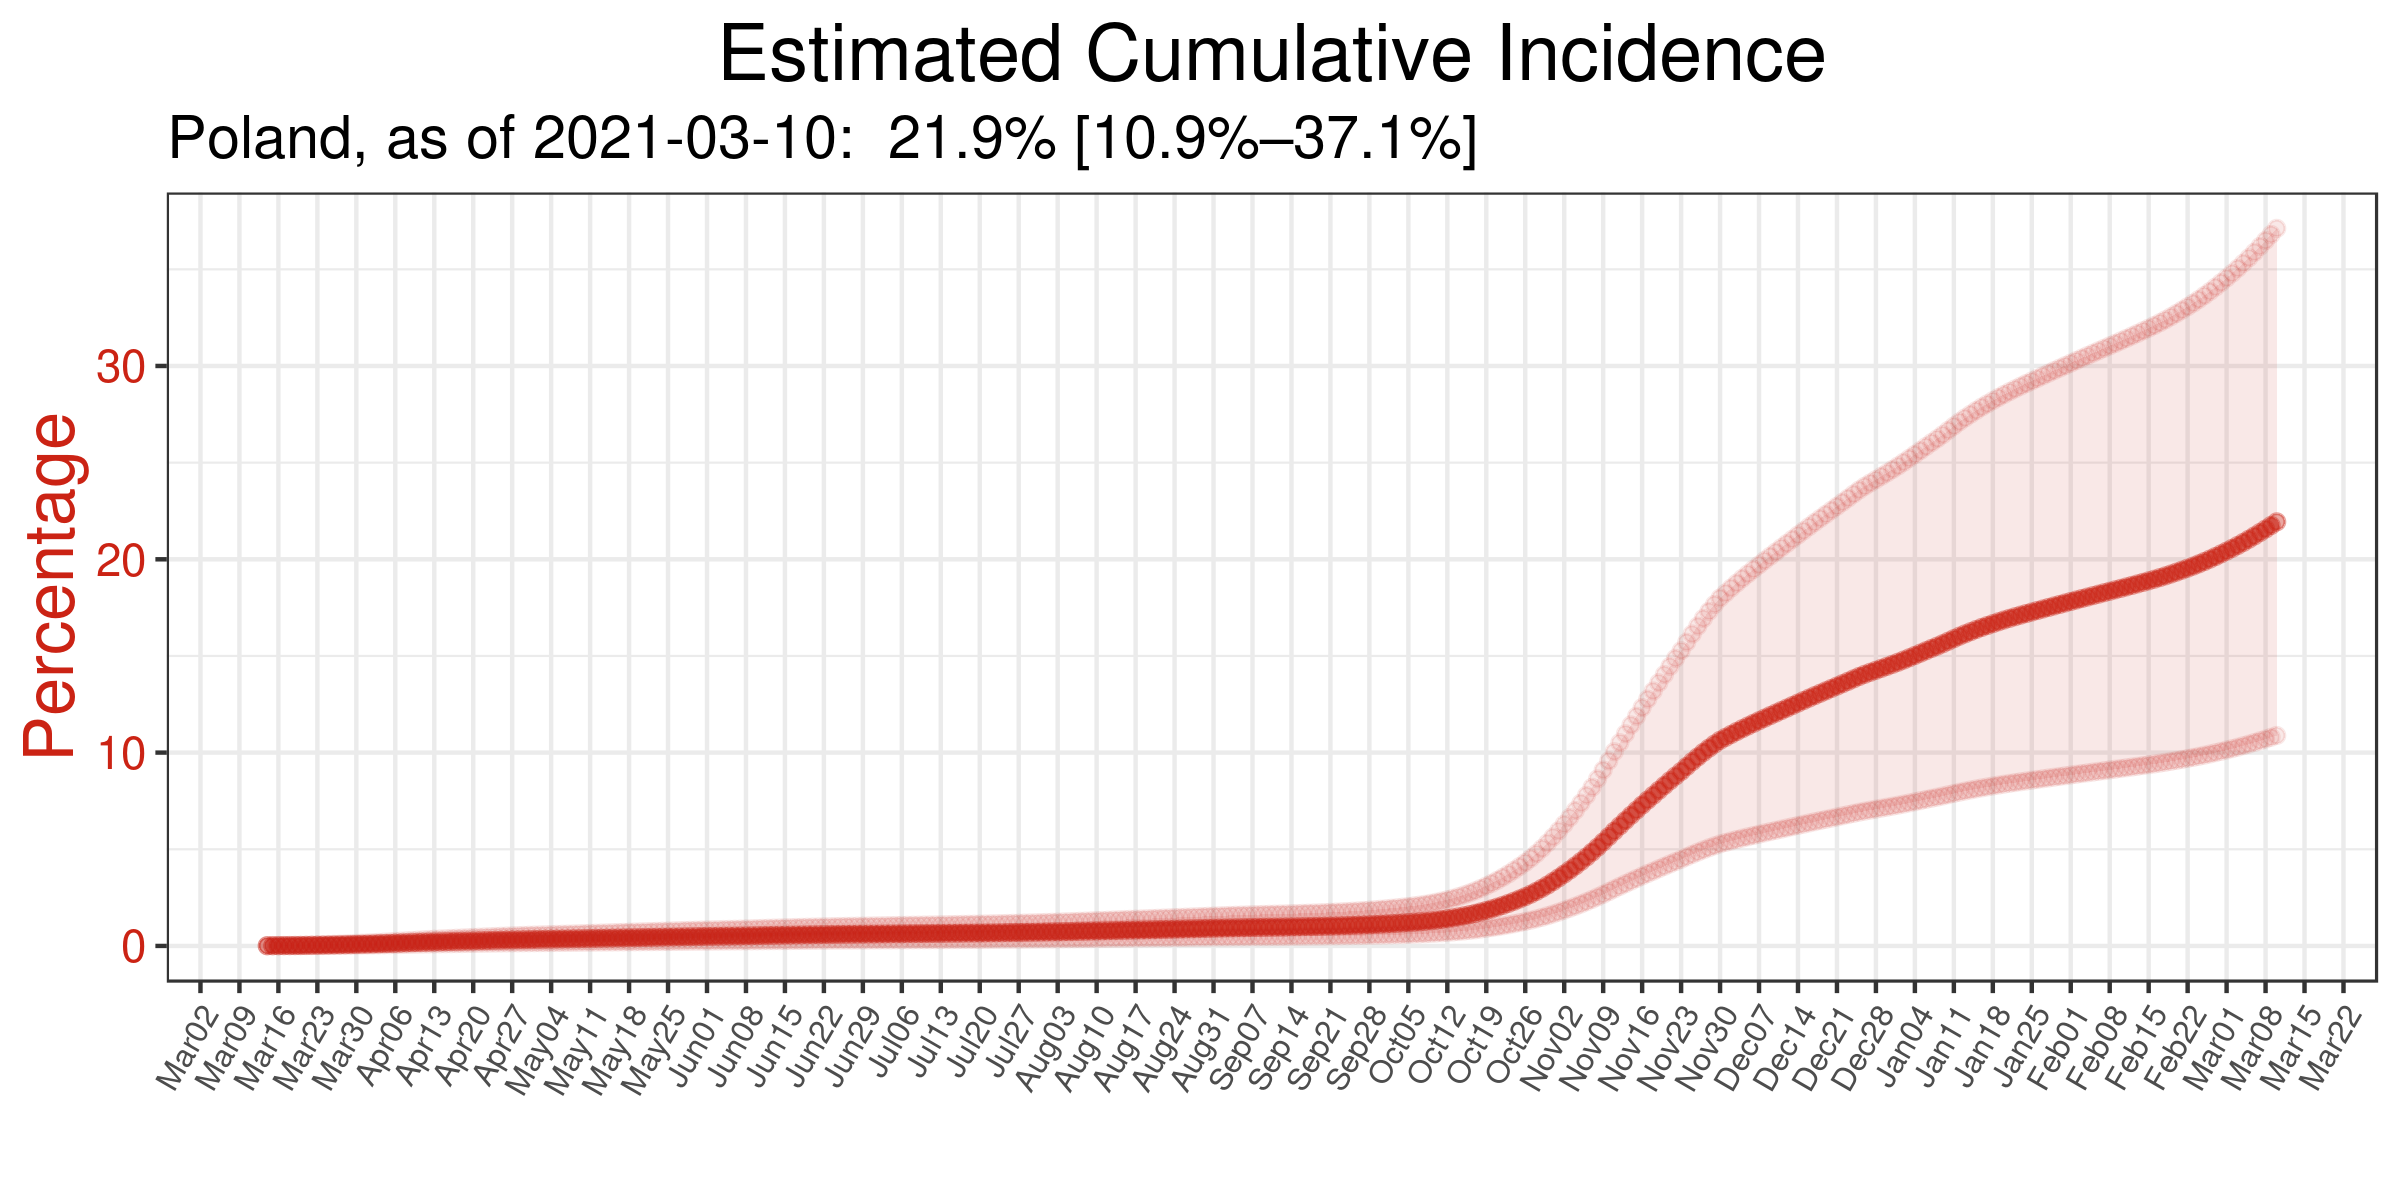 Estimated Cumulative Incidence
Poland, as of 2021-03-10:  21.9% [10.9%–37.1%]
Percentage
30
20
10
0
Mar02
Mar09
Mar16
Mar23
Mar30
Apr06
Apr13
Apr20
Apr27
May04
May11
May18
May25
Jun01
Jun08
Jun15
Jun22
Jun29
Jul06
Jul13
Jul20
Jul27
Aug03
Aug10
Aug17
Aug24
Aug31
Sep07
Sep14
Sep21
Sep28
Oct05
Oct12
Oct19
Oct26
Nov02
Nov09
Nov16
Nov23
Nov30
Dec07
Dec14
Dec21
Dec28
Jan04
Jan11
Jan18
Jan25
Feb01
Feb08
Feb15
Feb22
Mar01
Mar08
Mar15
Mar22